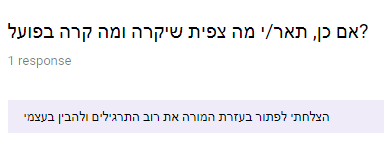 אם כן, תאר/י מה צפית שיקרה ומה קרה בפועל?
1 response
הצלחתי לפתור בעזרת המורה את רוב התרגילים ולהבין בעצמי